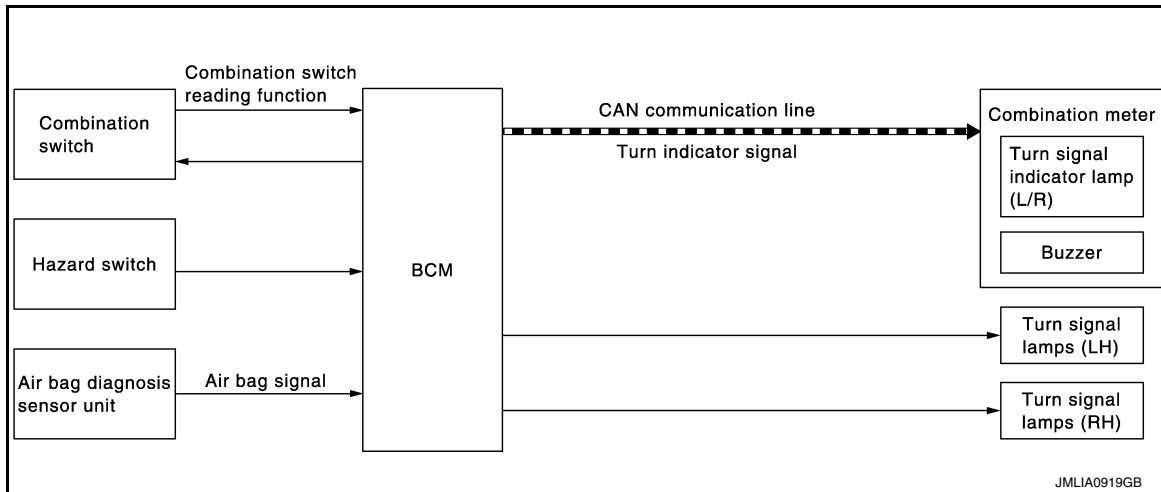 Combination switch
reading function
Combination
switch
Hazard switch
Air bag diagnosis
sensor unit
Air bag signal
BCM
CAN communication line
Turn indicator signal
Combination meter
Turn signal
indicator lamp
(L/R)
Buzzer
Turn signal
lamps (LH)
Turn signal
lamps (RH)
JMLIA0919GB